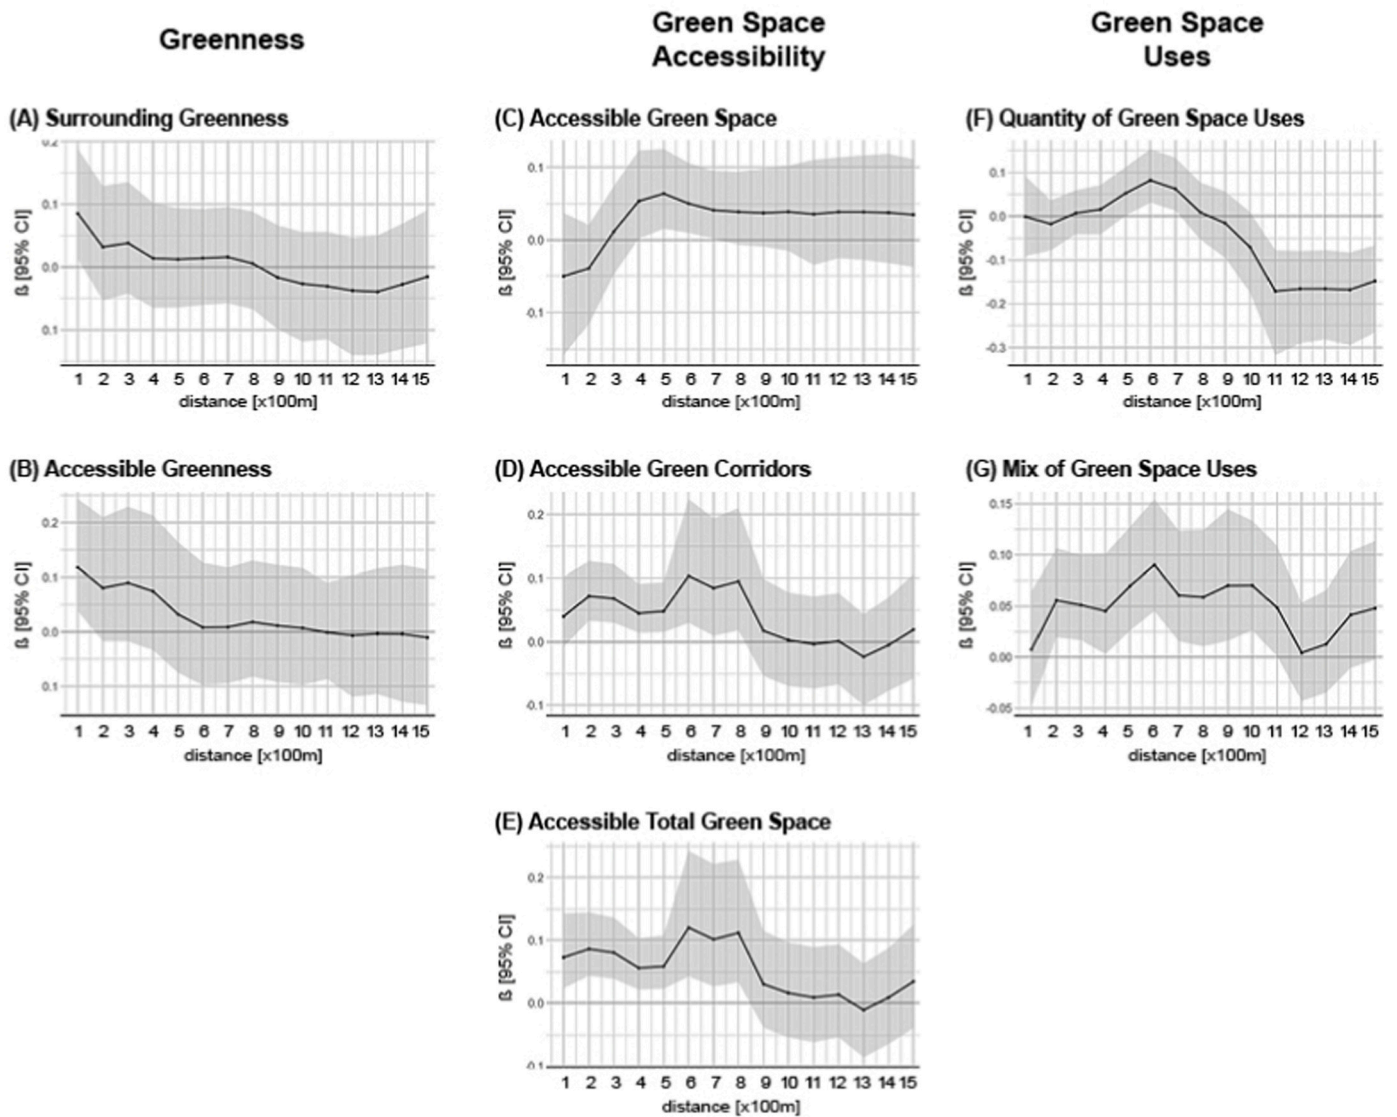 Greenness
Green Space
Accessibility
Green Space
Uses
(A) Surrounding Greenness
0.2
0.1
0.0
0.1
ß [95% CI]
1 2 3 4 5 6 7 8 9 10 11 12 13 14 15
distance [x100m]
(C) Accessible Green Space
0.1
0.0
-0.1
ß [95% CI]
1 2 3 4 5 6 7 8 9 10 11 12 13 14 15
distance [x100m]
(F) Quantity of Green Space Uses
0.1
0.0
-0.1
-0.2
-0.3
ß [95% CI]
1 2 3 4 5 6 7 8 9 10 11 12 13 14 15
distance [x100m]
(B) Accessible Greenness
0.2
0.1
0.0
0.1
ß [95% CI]
1 2 3 4 5 6 7 8 9 10 11 12 13 14 15
distance [x100m]
(D) Accessible Green Corridors
0.2
0.1
0.0
-0.1
ß [95% CI]
1 2 3 4 5 6 7 8 9 10 11 12 13 14 15
distance [x100m]
(G) Mix of Green Space Uses
0.15
0.10
0.05
0.00
-0.05
ß [95% CI]
1 2 3 4 5 6 7 8 9 10 11 12 13 14 15
distance [x100m]
(E) Accessible Total Green Space
0.2
0.1
0.0
-0.1
ß [95% CI]
1 2 3 4 5 6 7 8 9 10 11 12 13 14 15
distance [x100m]